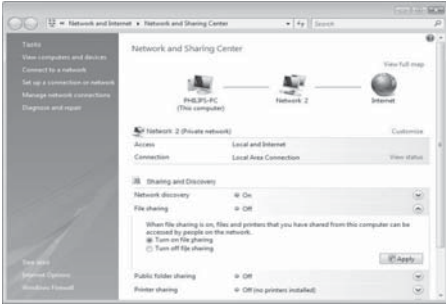 Network and Internet ▸ Network and Sharing Center
Search
Tasks
View computers and devices
Connect to a network
Set up a connection or network
Manage network connections
Diagnose and repair
See also
Internet Options
Windows Firewall
Network and Sharing Center
View full map
PHILIPS-PC
(This computer)
Network 2
Internet
Network 2 (Private network)
Customize
Access Local and Internet
Connection Local Area Connection View status
Sharing and Discovery
Network discovery On
File sharing Off
When file sharing is on, files and printers that you have shared from this computer can be
accessed by people on the network.
Turn on file sharing
Turn off file sharing
Apply
Public folder sharing Off
Printer sharing Off (no printers installed)